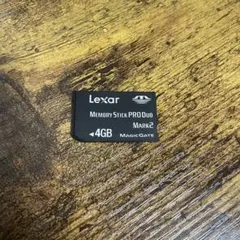 Lexar
MEMORY STICK PRO DUO
MARK2
◄4GB
MAGICGATE